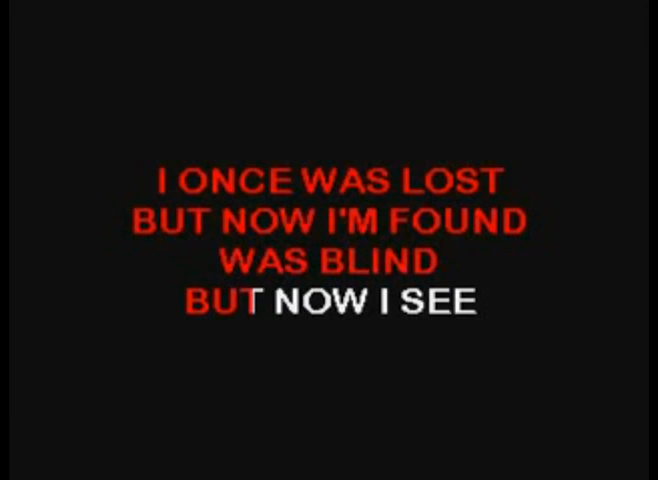 I ONCE WAS LOST
BUT NOW I'M FOUND
WAS BLIND
BUT NOW I SEE